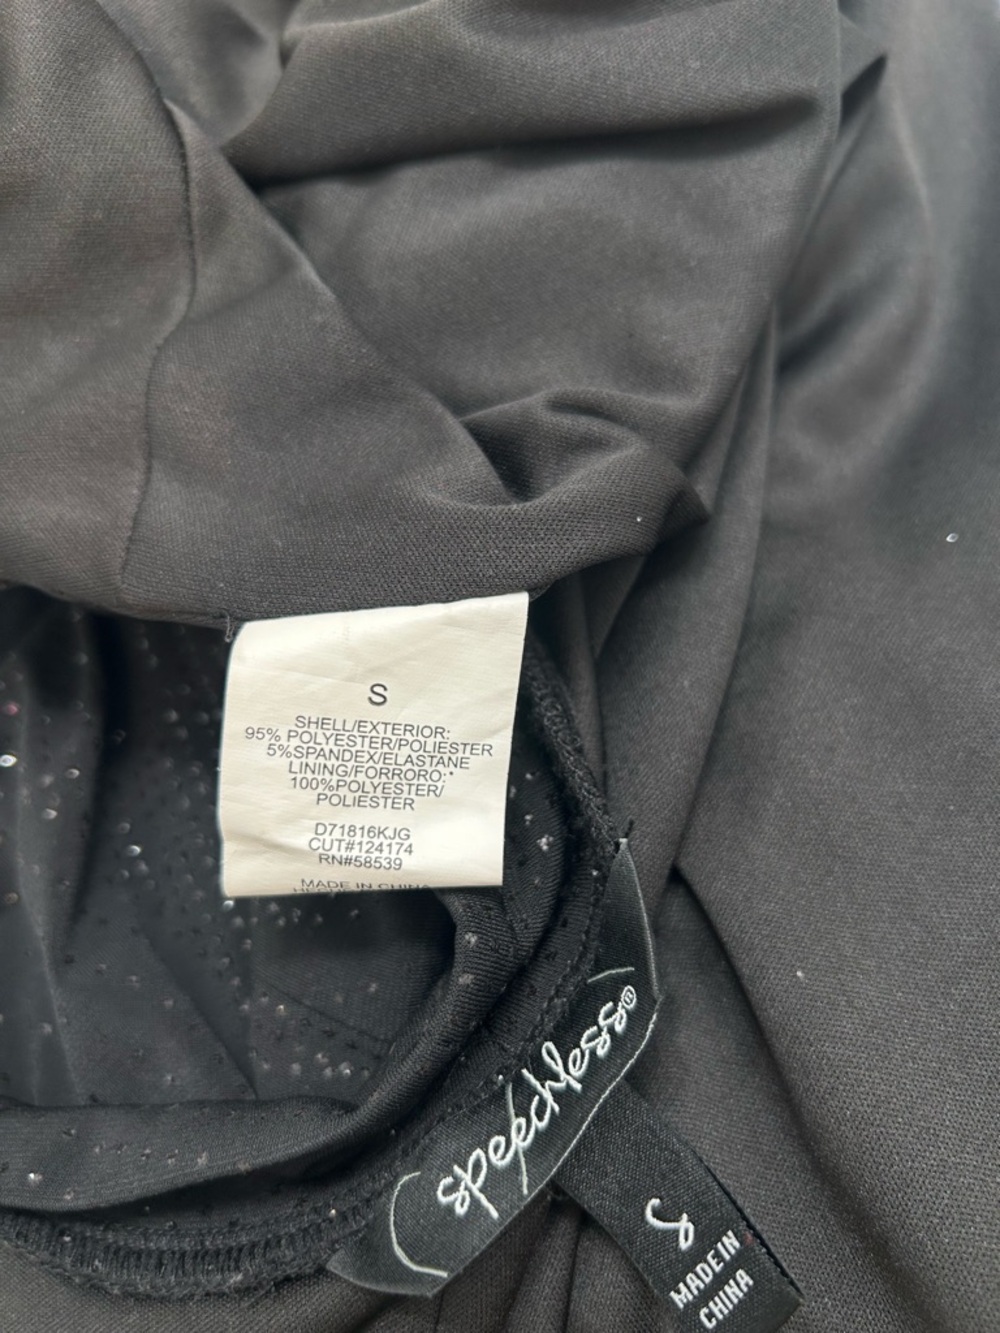 S
SHELL/EXTERIOR:
95% POLYESTER/POLIESTER
5%SPANDEX/ELASTANE
LINING/FORRORO:*
100%POLYESTER/
POLIESTER
D71816KJG
CUT#124174
RN#58539
MADE IN CHINA
speechless®
S
MADE IN
CHINA